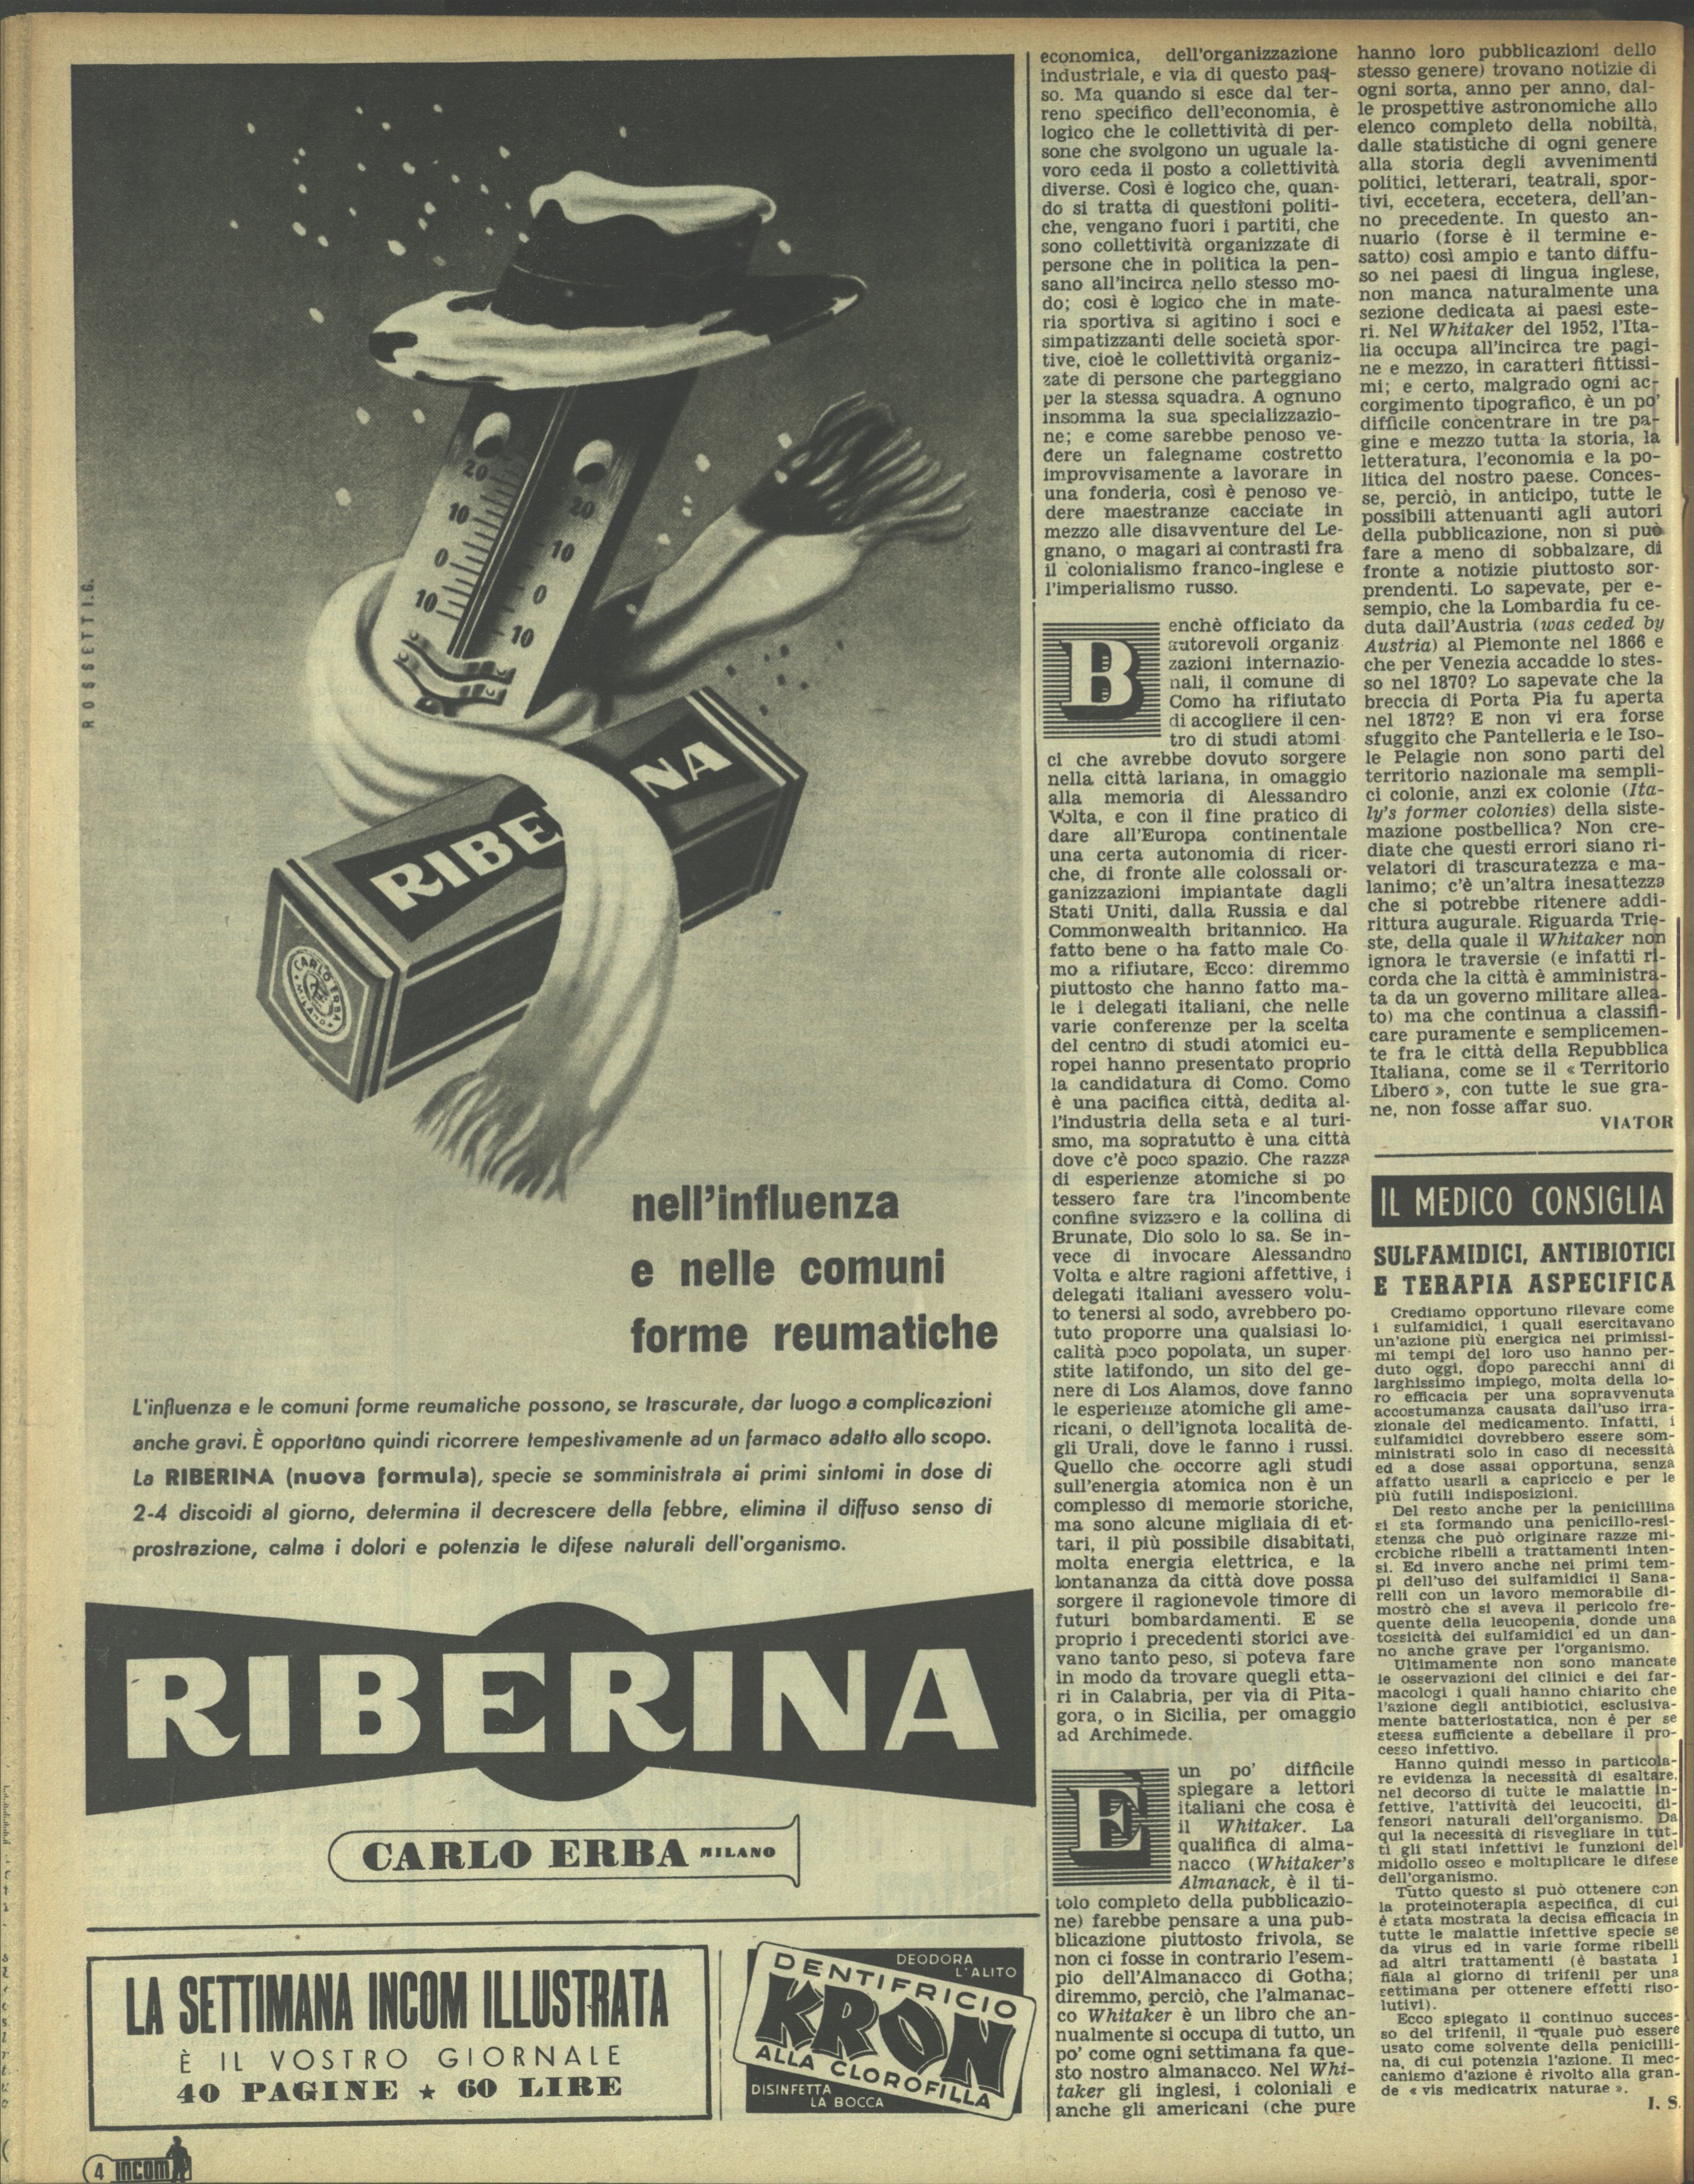 ROSSETTI I.G.
20
10
0
10
20
10
0
10
RIBE
NA
CARLO ERBA
MILANO
nell'influenza
e nelle comuni
forme reumatiche
L'influenza e le comuni forme reumatiche possono, se trascurate, dar luogo a complicazioni
anche gravi. È opportuno quindi ricorrere tempestivamente ad un farmaco adatto allo scopo.
La RIBERINA (nuova formula), specie se somministrata ai primi sintomi in dose di
2-4 discoidi al giorno, determina il decrescere della febbre, elimina il diffuso senso di
prostrazione, calma i dolori e potenzia le difese naturali dell'organismo.
RIBERINA
CARLO ERBA MILANO
LA SETTIMANA INCOM ILLUSTRATA
È IL VOSTRO GIORNALE
40 PAGINE ★ 60 LIRE
DEODORA
L'ALITO
DENTIFRICIO
KRON
ALLA CLOROFILLA
DISINFETTA
LA BOCCA
4 INCOM
economica, dell'organizzazione
industriale, e via di questo pas-
so. Ma quando si esce dal ter-
reno specifico dell'economia, è
logico che le collettività di per-
sone che svolgono un uguale la-
voro ceda il posto a collettività
diverse. Così è logico che, quan-
do si tratta di questioni politi-
che, vengano fuori i partiti, che
sono collettività organizzate di
persone che in politica la pen-
sano all'incirca nello stesso mo-
do; così è logico che in mate-
ria sportiva si agitino i soci e
simpatizzanti delle società spor-
tive, cioè le collettività organiz-
zate di persone che parteggiano
per la stessa squadra. A ognuno
insomma la sua specializzazio-
ne; e come sarebbe penoso ve-
dere un falegname costretto
improvvisamente a lavorare in
una fonderia, così è penoso ve-
dere maestranze cacciate in
mezzo alle disavventure del Le-
gnano, o magari ai contrasti fra
il colonialismo franco-inglese e
l'imperialismo russo.
Benchè officiato da
autorevoli organiz-
zazioni internazio-
nali, il comune di
Como ha rifiutato
di accogliere il cen-
tro di studi atomi
ci che avrebbe dovuto sorgere
nella città lariana, in omaggio
alla memoria di Alessandro
Volta, e con il fine pratico di
dare all'Europa continentale
una certa autonomia di ricer-
che, di fronte alle colossali or-
ganizzazioni impiantate dagli
Stati Uniti, dalla Russia e dal
Commonwealth britannico. Ha
fatto bene o ha fatto male Co
mo a rifiutare, Ecco: diremmo
piuttosto che hanno fatto ma-
le i delegati italiani, che nelle
varie conferenze per la scelta
del centro di studi atomici eu-
ropei hanno presentato proprio
la candidatura di Como. Como
è una pacifica città, dedita al-
l'industria della seta e al turi-
smo, ma sopratutto è una città
dove c'è poco spazio. Che razza
di esperienze atomiche si po
tessero fare tra l'incombente
confine svizzero e la collina di
Brunate, Dio solo lo sa. Se in-
vece di invocare Alessandro
Volta e altre ragioni affettive, i
delegati italiani avessero volu-
to tenersi al sodo, avrebbero po-
tuto proporre una qualsiasi lo-
calità poco popolata, un super-
stite latifondo, un sito del ge-
nere di Los Alamos, dove fanno
le esperienze atomiche gli ame-
ricani, o dell'ignota località de-
gli Urali, dove le fanno i russi.
Quello che occorre agli studi
sull'energia atomica non è un
complesso di memorie storiche,
ma sono alcune migliaia di et-
tari, il più possibile disabitati,
molta energia elettrica, e la
lontananza da città dove possa
sorgere il ragionevole timore di
futuri bombardamenti. E se
proprio i precedenti storici ave-
vano tanto peso, si poteva fare
in modo da trovare quegli etta-
ri in Calabria, per via di Pita-
gora, o in Sicilia, per omaggio
ad Archimede.
E un po' difficile
spiegare a lettori
italiani che cosa è
il Whitaker. La
qualifica di alma-
nacco (Whitaker's
Almanack, è il ti-
tolo completo della pubblicazio-
ne) farebbe pensare a una pub-
blicazione piuttosto frivola, se
non ci fosse in contrario l'esem-
pio dell'Almanacco di Gotha;
diremmo, perciò, che l'almanac-
co Whitaker è un libro che an-
nualmente si occupa di tutto, un
po' come ogni settimana fa que-
sto nostro almanacco. Nel Whi-
taker gli inglesi, i coloniali e
anche gli americani (che pure
hanno loro pubblicazioni dello
stesso genere) trovano notizie di
ogni sorta, anno per anno, dal-
le prospettive astronomiche allo
elenco completo della nobiltà,
dalle statistiche di ogni genere
alla storia degli avvenimenti
politici, letterari, teatrali, spor-
tivi, eccetera, eccetera, dell'an-
no precedente. In questo an-
nuario (forse è il termine e-
satto) così ampio e tanto diffu-
so nei paesi di lingua inglese,
non manca naturalmente una
sezione dedicata ai paesi este-
ri. Nel Whitaker del 1952, l'Ita-
lia occupa all'incirca tre pagi-
ne e mezzo, in caratteri fittissi-
mi; e certo, malgrado ogni ac-
corgimento tipografico, è un po'
difficile concentrare in tre pa-
gine e mezzo tutta la storia, la
letteratura, l'economia e la po-
litica del nostro paese. Conces-
se, perciò, in anticipo, tutte le
possibili attenuanti agli autori
della pubblicazione, non si può
fare a meno di sobbalzare, di
fronte a notizie piuttosto sor-
prendenti. Lo sapevate, per e-
sempio, che la Lombardia fu ce-
duta dall'Austria (was ceded by
Austria) al Piemonte nel 1866 e
che per Venezia accadde lo stes-
so nel 1870? Lo sapevate che la
breccia di Porta Pia fu aperta
nel 1872? E non vi era forse
sfuggito che Pantelleria e le Iso-
le Pelagie non sono parti del
territorio nazionale ma sempli-
ci colonie, anzi ex colonie (Ita-
ly's former colonies) della siste-
mazione postbellica? Non cre-
diate che questi errori siano ri-
velatori di trascuratezza e ma-
lanimo; c'è un'altra inesattezza
che si potrebbe ritenere addi-
rittura augurale. Riguarda Trie-
ste, della quale il Whitaker non
ignora le traversie (e infatti ri-
corda che la città è amministra-
ta da un governo militare allea-
to) ma che continua a classifi-
care puramente e semplicemen-
te fra le città della Repubblica
Italiana, come se il « Territorio
Libero », con tutte le sue gra-
ne, non fosse affar suo.
VIATOR
IL MEDICO CONSIGLIA
SULFAMIDICI, ANTIBIOTICI
E TERAPIA ASPECIFICA
Crediamo opportuno rilevare come
i sulfamidici, i quali esercitavano
un'azione più energica nei primissi-
mi tempi del loro uso hanno per-
duto oggi, dopo parecchi anni di
larghissimo impiego, molta della lo-
ro efficacia per una sopravvenuta
accostumanza causata dall'uso irra-
zionale del medicamento. Infatti, i
sulfamidici dovrebbero essere som-
ministrati solo in caso di necessità
ed a dose assai opportuna, senza
affatto usarli a capriccio e per le
più futili indisposizioni.
Del resto anche per la penicillina
si sta formando una penicillo-resi-
stenza che può originare razze mi-
crobiche ribelli a trattamenti inten-
si. Ed invero anche nei primi tem-
pi dell'uso dei sulfamidici il Sana-
relli con un lavoro memorabile di-
mostrò che si aveva il pericolo fre-
quente della leucopenia, donde una
tossicità dei sulfamidici ed un dan-
no anche grave per l'organismo.
Ultimamente non sono mancate
le osservazioni dei clinici e dei far-
macologi i quali hanno chiarito che
l'azione degli antibiotici, esclusiva-
mente batteriostatica, non è per se
stessa sufficiente a debellare il pro-
cesso infettivo.
Hanno quindi messo in particola-
re evidenza la necessità di esaltare,
nel decorso di tutte le malattie in-
fettive, l'attività dei leucociti, di-
fensori naturali dell'organismo. Da
qui la necessità di risvegliare in tut-
ti gli stati infettivi le funzioni del
midollo osseo e moltiplicare le difese
dell'organismo.
Tutto questo si può ottenere con
la proteinoterapia aspecifica, di cui
è stata mostrata la decisa efficacia in
tutte le malattie infettive specie se
da virus ed in varie forme ribelli
ad altri trattamenti (è bastata 1
fiala al giorno di trifenil per una
settimana per ottenere effetti riso-
lutivi).
Ecco spiegato il continuo succes-
so del trifenil, il quale può essere
usato come solvente della penicilli-
na, di cui potenzia l'azione. Il mec-
canismo d'azione è rivolto alla gran-
de « vis medicatrix naturae ».
I. S.